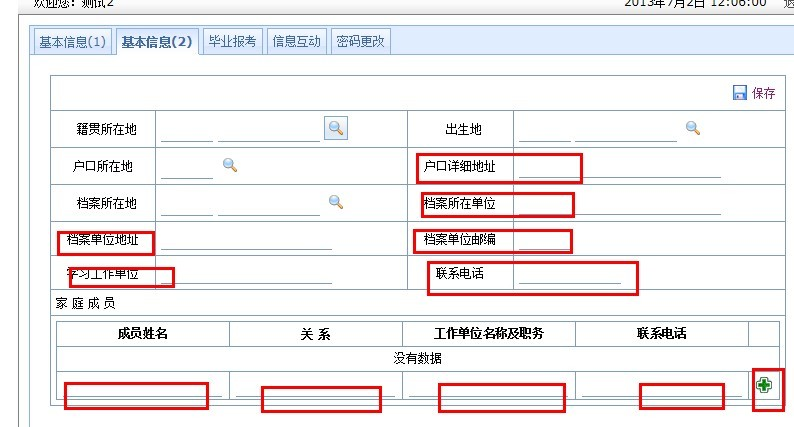 欢迎您：测试2 2013年7月2日 12:06:00 退
基本信息(1) 基本信息(2) 毕业报考 信息互动 密码更改
保存
籍贯所在地 出生地
户口所在地 户口详细地址
档案所在地 档案所在单位
档案单位地址 档案单位邮编
学习工作单位 联系电话
家庭成员
成员姓名 关系 工作单位名称及职务 联系电话
没有数据